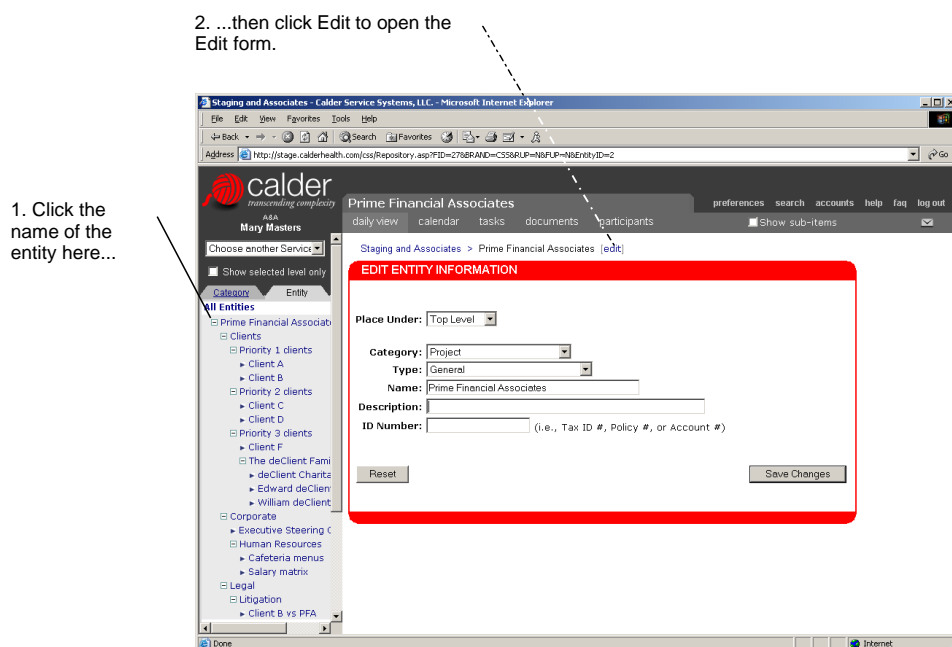 2. ...then click Edit to open the
Edit form.
1. Click the
name of the
entity here...
Staging and Associates - Calder Service Systems, LLC. - Microsoft Internet Explorer
File Edit View Favorites Tools Help
Back Search Favorites
Address http://stage.calderhealth.com/css/Repository.asp?FID=27&BRAND=CSS&RUP=N&FUP=N&EntityID=2 Go
calder
transcending complexity
Prime Financial Associates preferences search accounts help faq log out
A&A
Mary Masters
daily view calendar tasks documents participants Show sub-items
Choose another Service
Staging and Associates > Prime Financial Associates [edit]
Show selected level only
EDIT ENTITY INFORMATION
Category Entity
All Entities
Prime Financial Associat
Clients
Priority 1 clients
Client A
Client B
Priority 2 clients
Client C
Client D
Priority 3 clients
Client F
The deClient Fami
deClient Charita
Edward deClien
William deClient
Corporate
Executive Steering C
Human Resources
Cafeteria menus
Salary matrix
Legal
Litigation
Client B vs PFA
Place Under: Top Level
Category: Project
Type: General
Name: Prime Financial Associates
Description:
ID Number: (i.e., Tax ID #, Policy #, or Account #)
Reset Save Changes
Done Internet